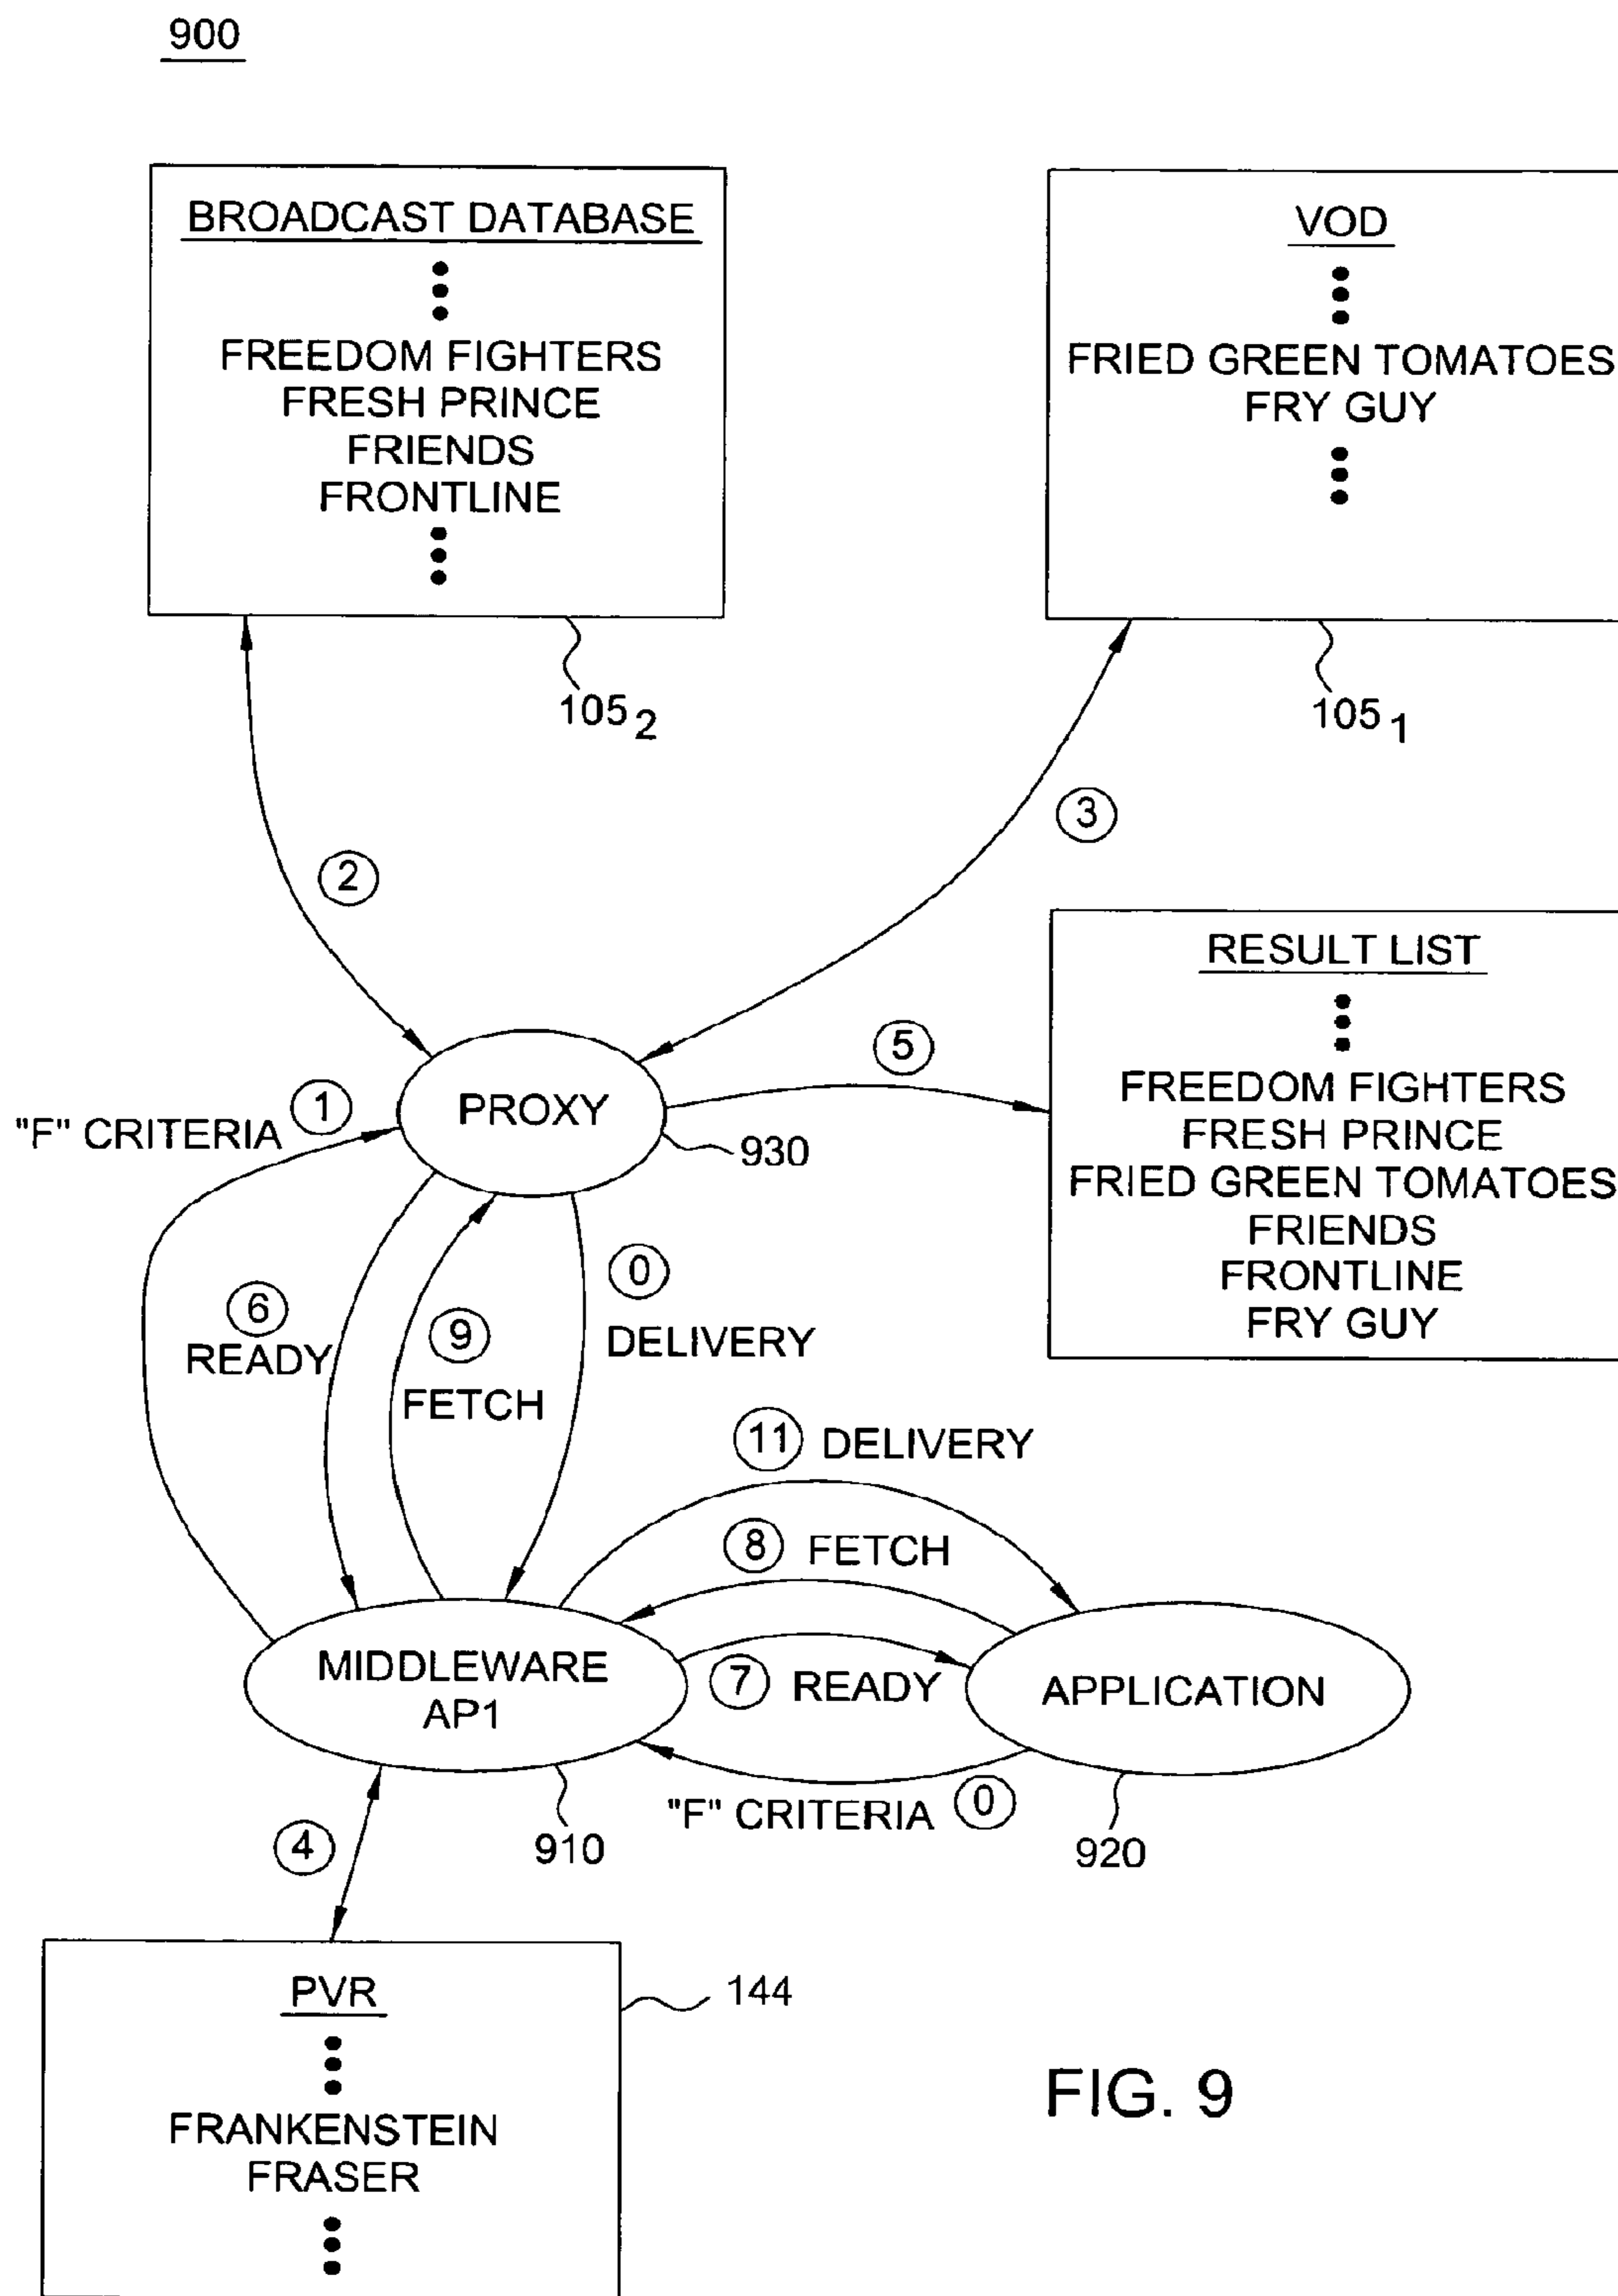 900
BROADCAST DATABASE
FREEDOM FIGHTERS
FRESH PRINCE
FRIENDS
FRONTLINE
105 2
VOD
FRIED GREEN TOMATOES
FRY GUY
105 1
2
3
RESULT LIST
FREEDOM FIGHTERS
FRESH PRINCE
FRIED GREEN TOMATOES
FRIENDS
FRONTLINE
FRY GUY
5
PROXY
930
1
"F" CRITERIA
6
READY
9
FETCH
0
DELIVERY
11 DELIVERY
8 FETCH
7 READY
MIDDLEWARE
AP1
910
APPLICATION
920
"F" CRITERIA 0
4
PVR
FRANKENSTEIN
FRASER
144
FIG. 9